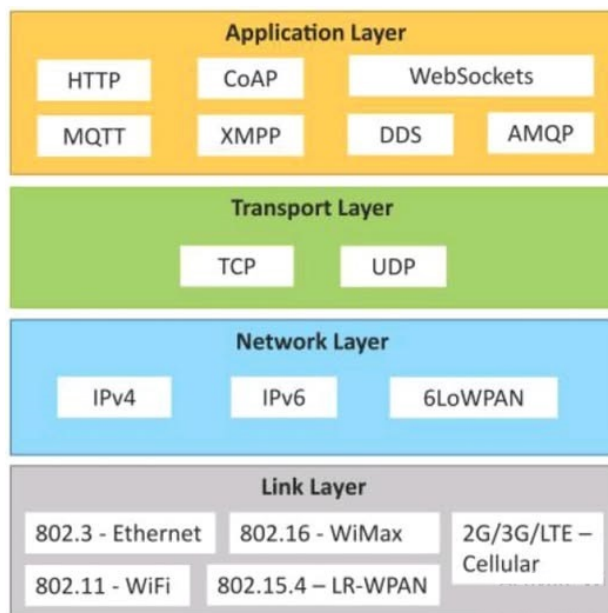 Application Layer
HTTP CoAP WebSockets
MQTT XMPP DDS AMQP
Transport Layer
TCP UDP
Network Layer
IPv4 IPv6 6LoWPAN
Link Layer
802.3 - Ethernet 802.16 - WiMax 2G/3G/LTE –
Cellular
802.11 - WiFi 802.15.4 – LR-WPAN